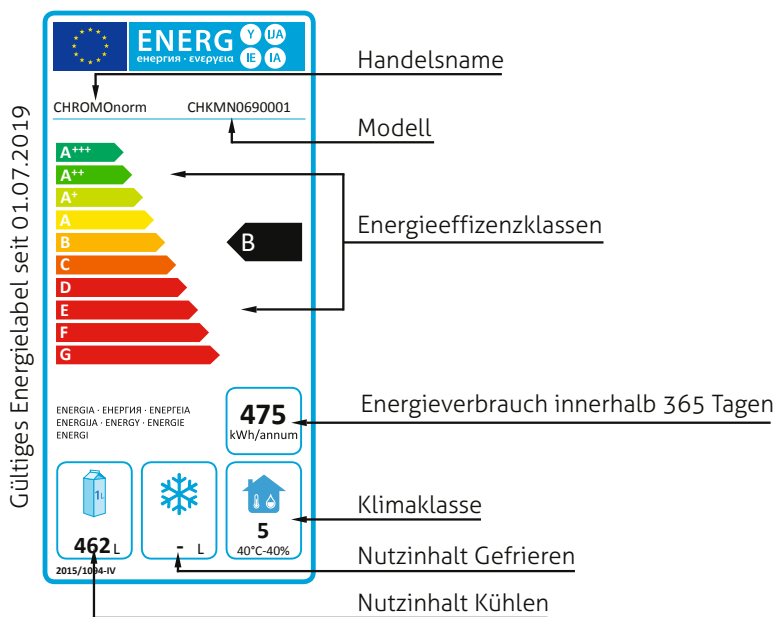 Gültiges Energielabel seit 01.07.2019
ENERG
енергия · ενεργεια
Y
IJA
IE
IA
Handelsname
CHROMOnorm
CHKMN0690001
Modell
A+++
A++
A+
A
B
C
D
E
F
G
B
Energieeffizenzklassen
ENERGIA · ЕНЕРГИЯ · ΕΝΕΡΓΕΙΑ
ENERGIJA · ENERGY · ENERGIE
ENERGI
475
kWh/annum
Energieverbrauch innerhalb 365 Tagen
1L
462 L
- L
5
40°C-40%
Klimaklasse
Nutzinhalt Gefrieren
2015/1094-IV
Nutzinhalt Kühlen